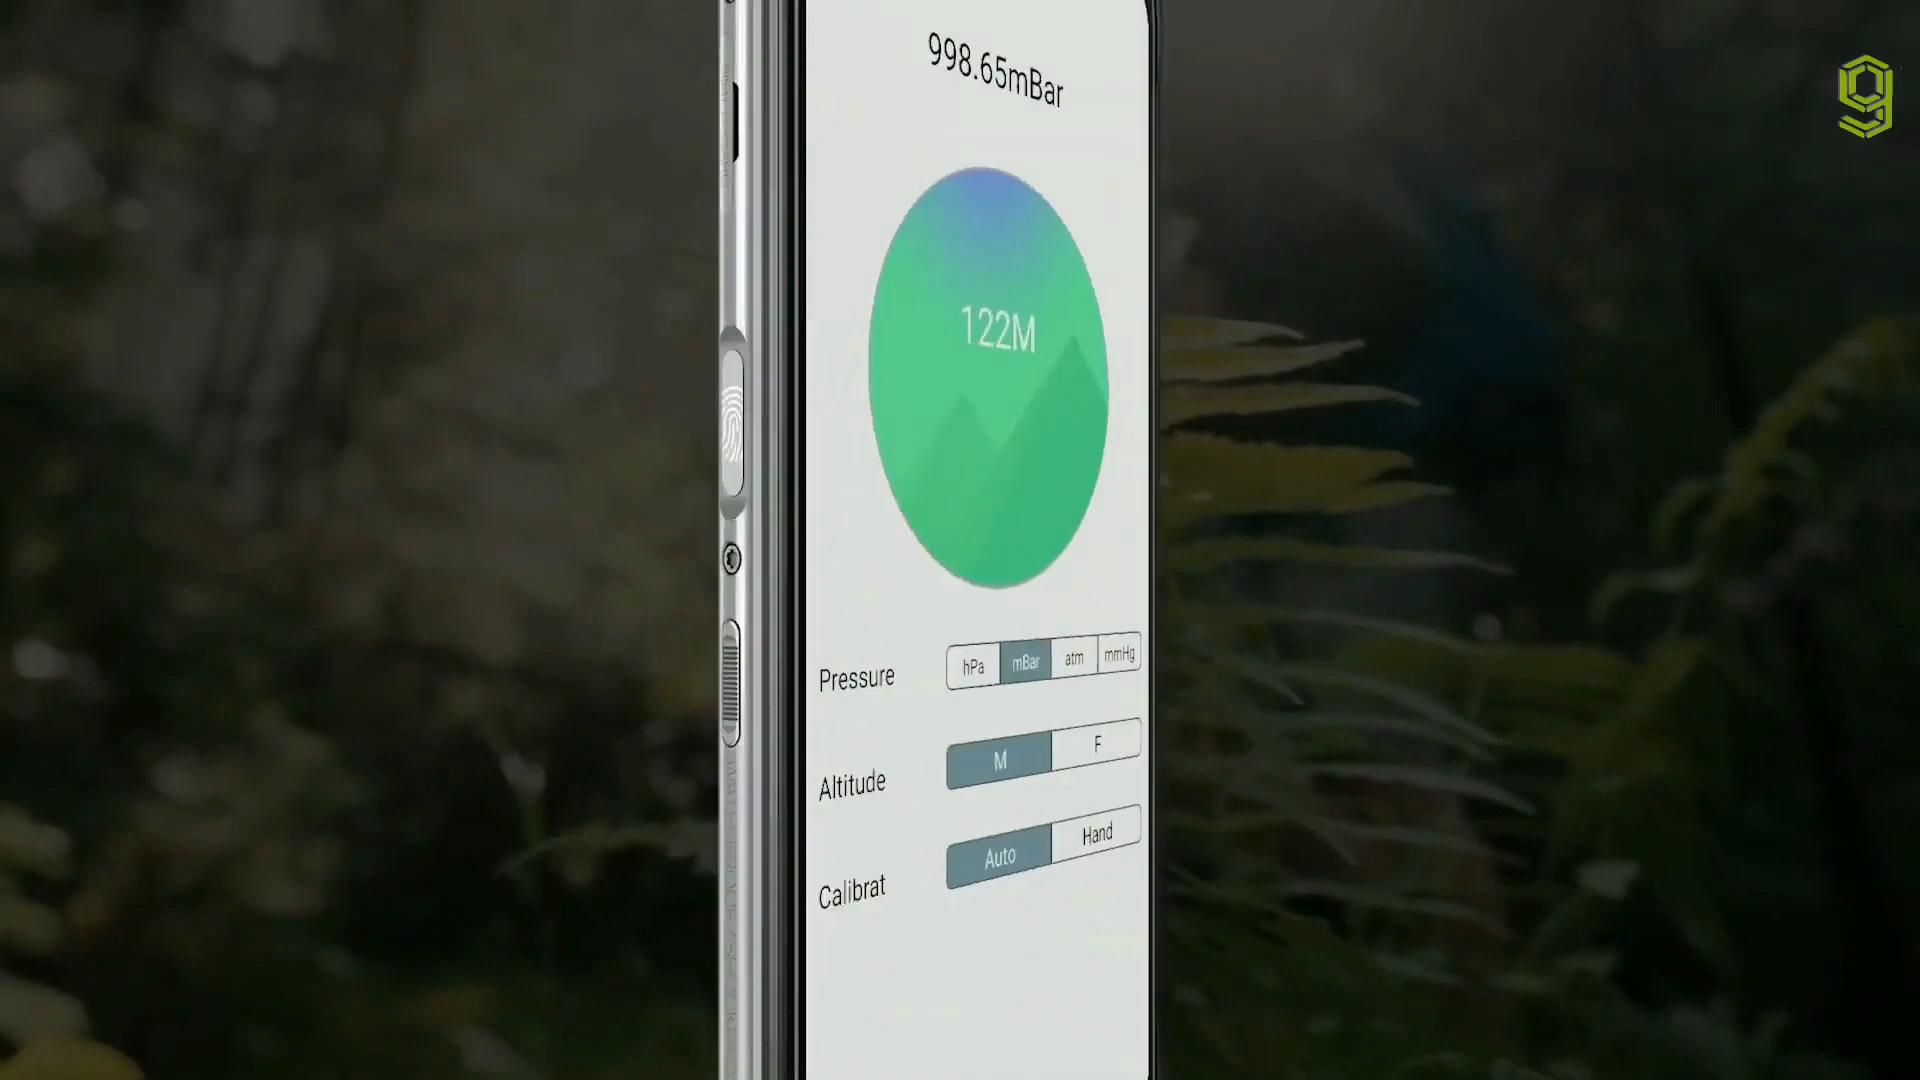 998.65mBar
122M
Pressure hPa mBar atm mmHg
Altitude M F
Calibrat Auto Hand